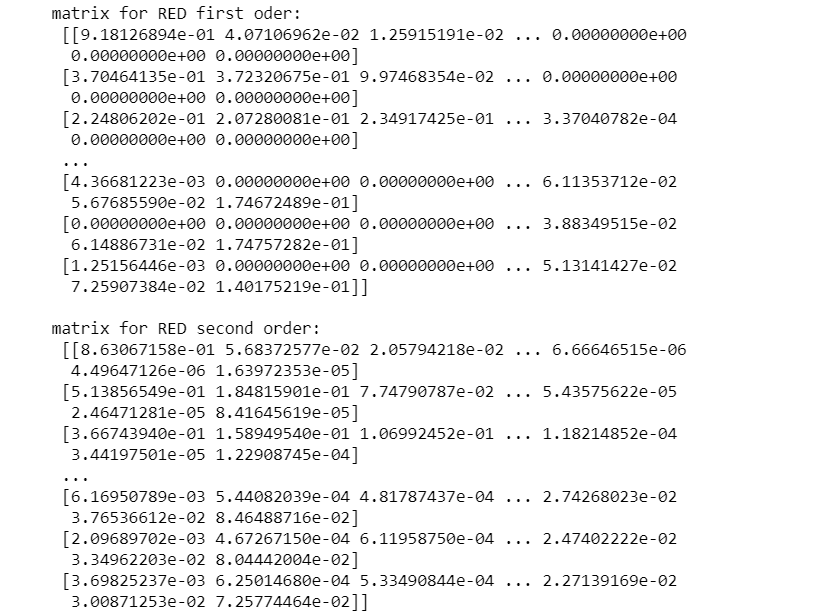 matrix for RED first oder:
[[9.18126894e-01 4.07106962e-02 1.25915191e-02 ... 0.00000000e+00
0.00000000e+00 0.00000000e+00]
[3.70464135e-01 3.72320675e-01 9.97468354e-02 ... 0.00000000e+00
0.00000000e+00 0.00000000e+00]
[2.24806202e-01 2.07280081e-01 2.34917425e-01 ... 3.37040782e-04
0.00000000e+00 0.00000000e+00]
...
[4.36681223e-03 0.00000000e+00 0.00000000e+00 ... 6.11353712e-02
5.67685590e-02 1.74672489e-01]
[0.00000000e+00 0.00000000e+00 0.00000000e+00 ... 3.88349515e-02
6.14886731e-02 1.74757282e-01]
[1.25156446e-03 0.00000000e+00 0.00000000e+00 ... 5.13141427e-02
7.25907384e-02 1.40175219e-01]]
matrix for RED second order:
[[8.63067158e-01 5.68372577e-02 2.05794218e-02 ... 6.66646515e-06
4.49647126e-06 1.63972353e-05]
[5.13856549e-01 1.84815901e-01 7.74790787e-02 ... 5.43575622e-05
2.46471281e-05 8.41645619e-05]
[3.66743940e-01 1.58949540e-01 1.06992452e-01 ... 1.18214852e-04
3.44197501e-05 1.22908745e-04]
...
[6.16950789e-03 5.44082039e-04 4.81787437e-04 ... 2.74268023e-02
3.76536612e-02 8.46488716e-02]
[2.09689702e-03 4.67267150e-04 6.11958750e-04 ... 2.47402222e-02
3.34962203e-02 8.04442004e-02]
[3.69825237e-03 6.25014680e-04 5.33490844e-04 ... 2.27139169e-02
3.00871253e-02 7.25774464e-02]]